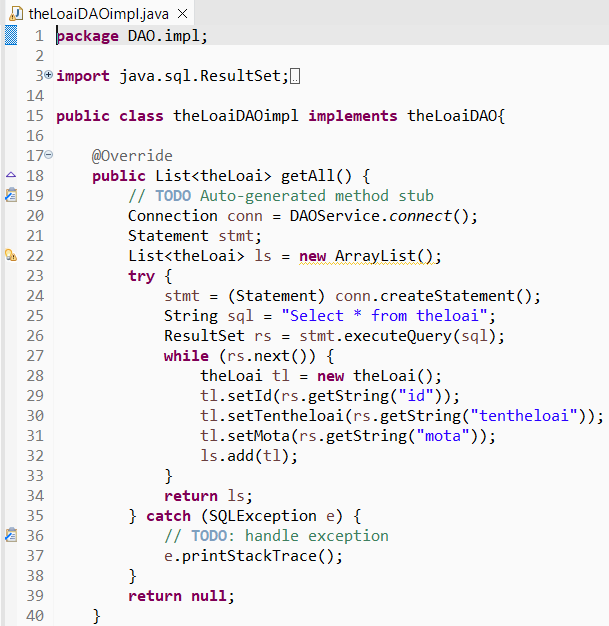 theLoaiDAOimpl.java
1 package DAO.impl;
2
3 import java.sql.ResultSet;
14
15 public class theLoaiDAOimpl implements theLoaiDAO{
16
17 @Override
18 public List<theLoai> getAll() {
19 // TODO Auto-generated method stub
20 Connection conn = DAOService.connect();
21 Statement stmt;
22 List<theLoai> ls = new ArrayList();
23 try {
24 stmt = (Statement) conn.createStatement();
25 String sql = "Select * from theloai";
26 ResultSet rs = stmt.executeQuery(sql);
27 while (rs.next()) {
28 theLoai tl = new theLoai();
29 tl.setId(rs.getString("id"));
30 tl.setTentheloai(rs.getString("tentheloai"));
31 tl.setMota(rs.getString("mota"));
32 ls.add(tl);
33 }
34 return ls;
35 } catch (SQLException e) {
36 // TODO: handle exception
37 e.printStackTrace();
38 }
39 return null;
40 }